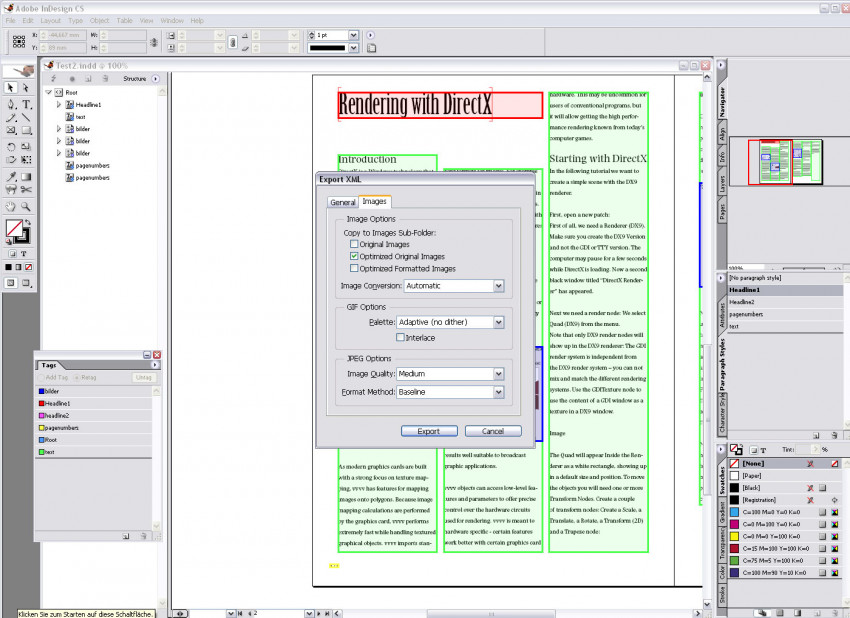 Adobe InDesign CS
File Edit Layout Type Object Table View Window Help
X: -44,667 mm W:
Y: 89 mm H:
1 pt
Test2.indd @ 100%
Structure
Root
Headline1
text
bilder
bilder
bilder
pagenumbers
pagenumbers
Rendering with DirectX
Introduction
hardware. This may be uncommon for
users of conventional programs, but
it will allow getting the high perfor-
mance rendering known from today's
computer games.
Starting with DirectX
In the following tutorial we want to
create a simple scene with the DX9
renderer.
First, open a new patch:
First of all, we need a Renderer (DX9).
Make sure you create the DX9 Version
and not the GDI or TTY version. The
computer may pause for a few seconds
while DirectX is loading. Now a second
black window titled "DirectX Render-
er" has appeared.
Next we need a render node: We select
Quad (DX9) from the menu.
Note that only DX9 render nodes will
show up in the DX9 renderer: The GDI
render system is independent from
the DX9 render system – you can not
mix and match the different rendering
systems. Use the GDITexture node to
use the content of a GDI window as a
texture in a DX9 window.
Image
The Quad will appear Inside the Ren-
derer as a white rectangle, showing up
in a default size and position. To move
the objects you will need one or more
Transform Nodes. Create a couple
of transform nodes: Create a Scale, a
Translate, a Rotate, a Transform (2D)
and a Trapeze node:
Export XML
General Images
Image Options
Copy to Images Sub-Folder:
Original Images
Optimized Original Images
Optimized Formatted Images
Image Conversion: Automatic
GIF Options
Palette: Adaptive (no dither)
Interlace
JPEG Options
Image Quality: Medium
Format Method: Baseline
Export Cancel
As modern graphics cards are built
with a strong focus on texture map-
ping, vvvv has features for mapping
images onto polygons. Because image
mapping calculations are performed
by the graphics card, vvvv performs
extremely fast while handling textured
graphical objects. vvvv imports stan-
results well suitable to broadcast
graphic applications.
vvvv objects can access low-level fea-
tures and parameters to offer precise
control over the hardware circuits
used for rendering. vvvv is meant to
hardware specific - certain features
work better with certain graphics card
Tags
Add Tag Retag Untag
bilder
Headline1
headline2
pagenumbers
Root
text
Navigator
Align
Info
Layers
Pages
100%
Attributes
Paragraph Styles
Character Styles
[No paragraph style]
Headline1
Headline2
pagenumbers
text
Swatches
Gradient
Transparency
Color
Stroke
T Tint: %
[None]
[Paper]
[Black]
[Registration]
C=100 M=0 Y=0 K=0
C=0 M=100 Y=0 K=0
C=0 M=0 Y=100 K=0
C=15 M=100 Y=100 K=0
C=75 M=5 Y=100 K=0
C=100 M=90 Y=10 K=0
Klicken Sie zum Starten auf diese Schaltfläche.
2